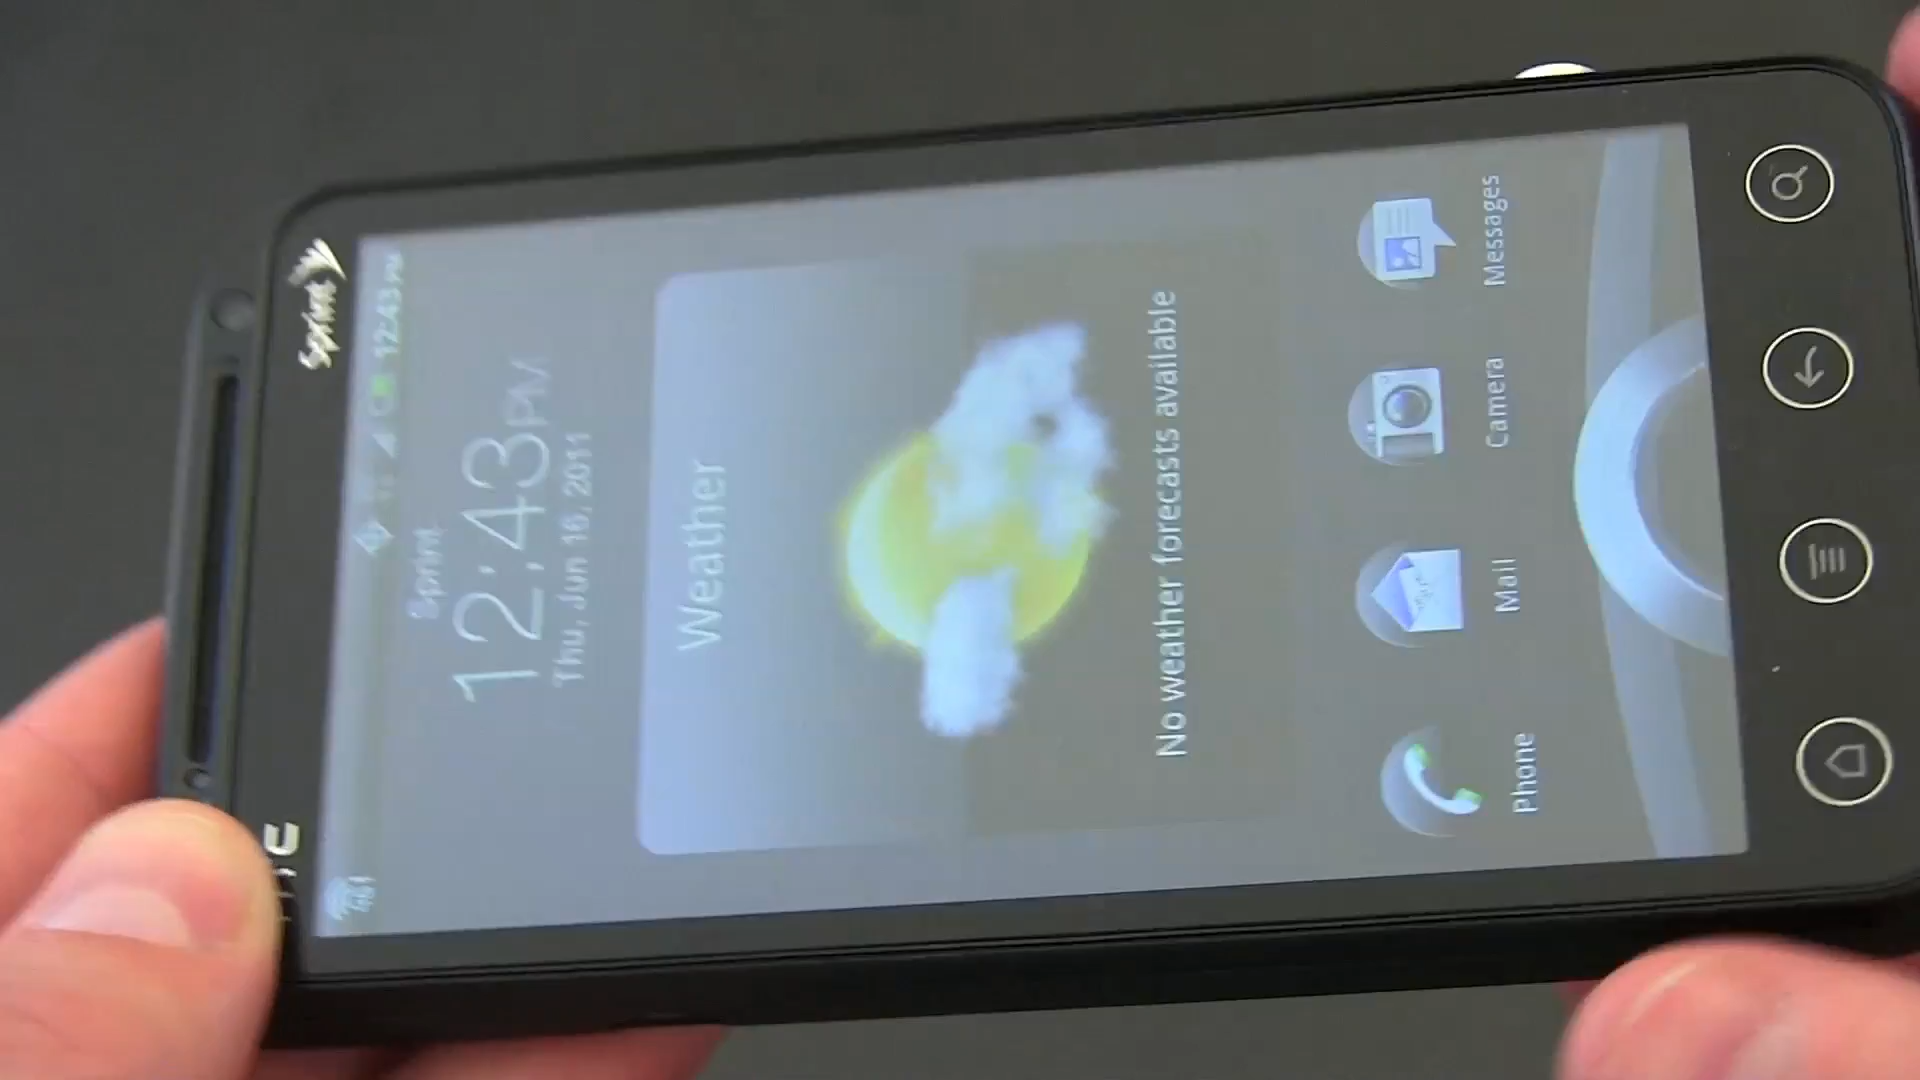 Sprint
12:43 PM
Sprint
12:43PM
Thu, Jun 16, 2011
Weather
No weather forecasts available
Phone
Mail
Camera
Messages